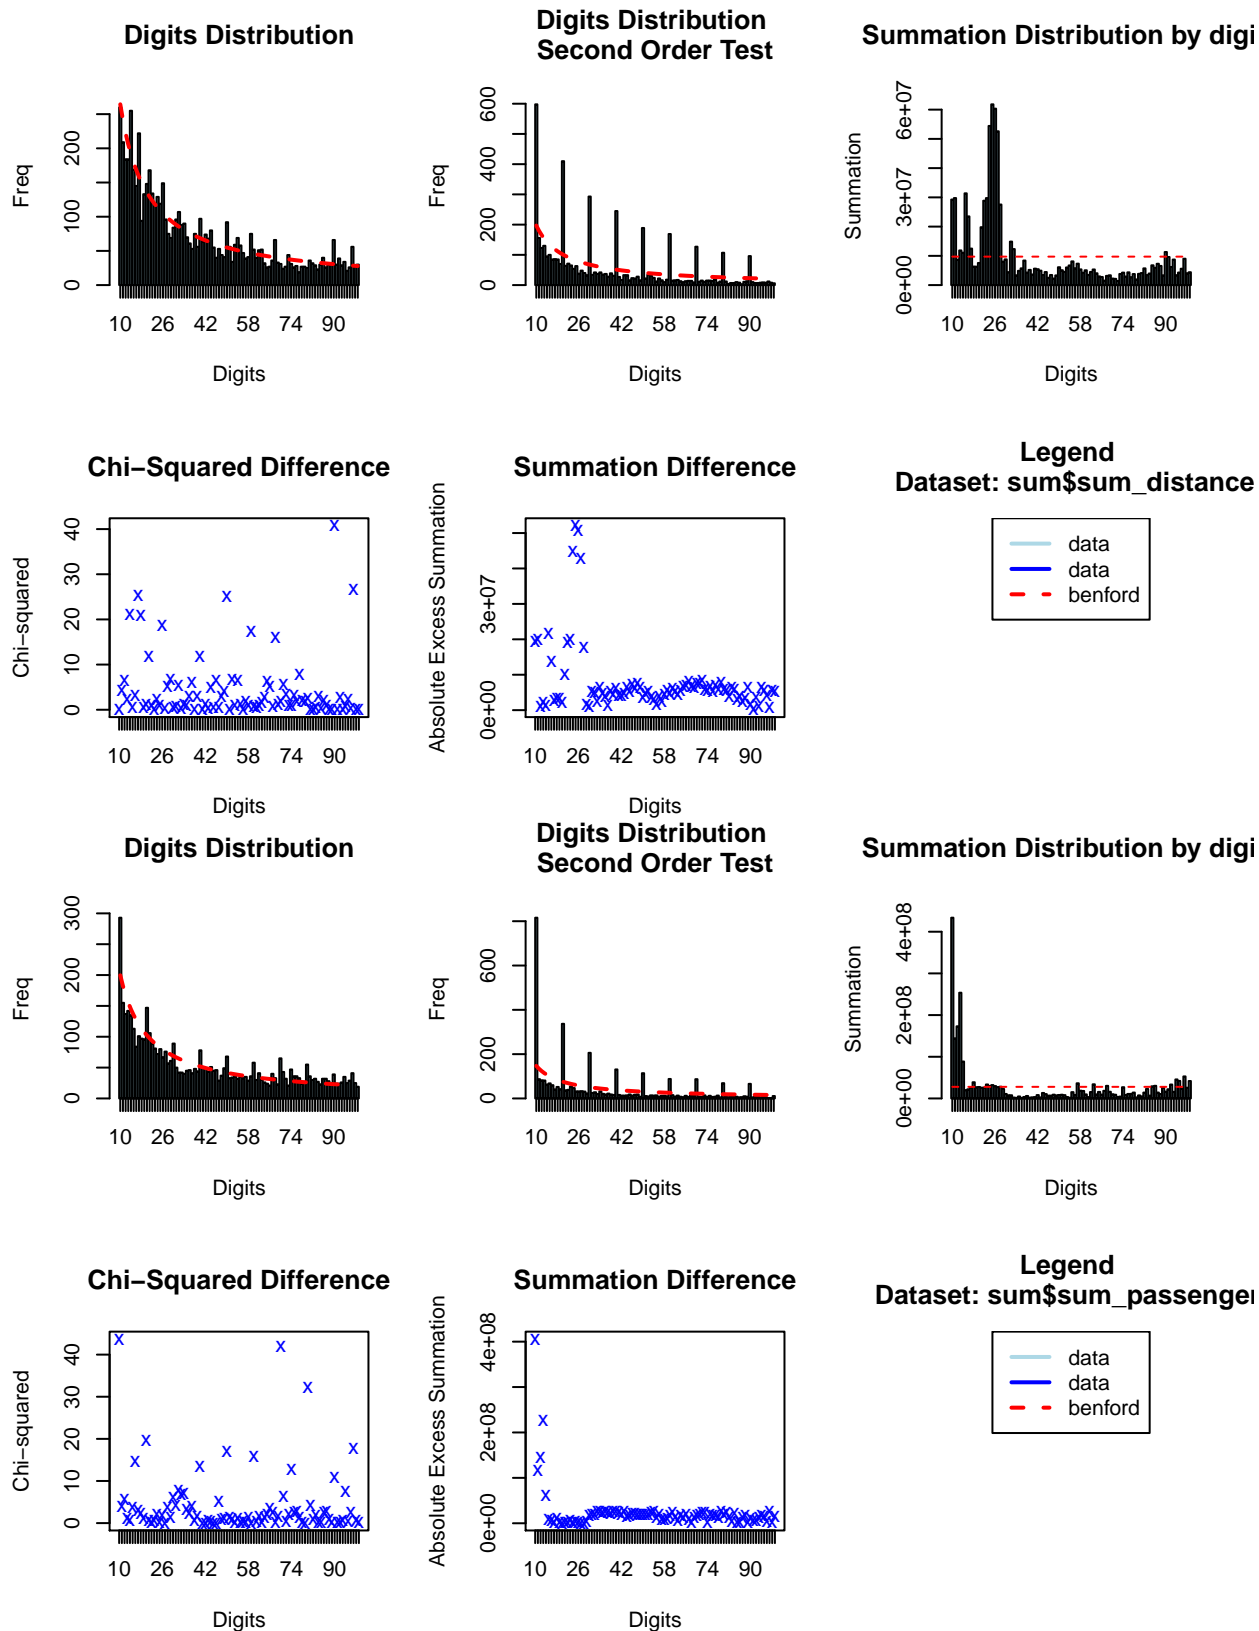 Digits Distribution
Digits Distribution
Second Order Test
Summation Distribution by digi
Freq
0
100
200
10
26
42
58
74
90
Digits
Freq
0
200
400
600
10
26
42
58
74
90
Digits
Summation
0e+00
3e+07
6e+07
10
26
42
58
74
90
Digits
Chi−Squared Difference
Summation Difference
Legend
Dataset: sum$sum_distance
Chi−squared
0
10
20
30
40
10
26
42
58
74
90
Digits
Absolute Excess Summation
0e+00
3e+07
10
26
42
58
74
90
Digits
data
data
benford
Digits Distribution
Digits Distribution
Second Order Test
Summation Distribution by digi
Freq
0
100
200
300
10
26
42
58
74
90
Digits
Freq
0
200
600
10
26
42
58
74
90
Digits
Summation
0e+00
2e+08
4e+08
10
26
42
58
74
90
Digits
Chi−Squared Difference
Summation Difference
Legend
Dataset: sum$sum_passenger
Chi−squared
0
10
20
30
40
10
26
42
58
74
90
Digits
Absolute Excess Summation
0e+00
2e+08
4e+08
10
26
42
58
74
90
Digits
data
data
benford